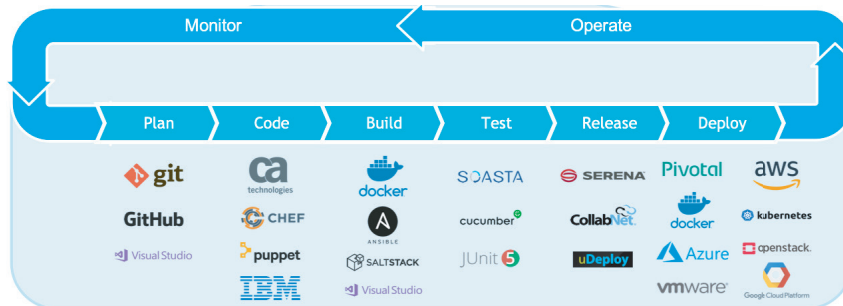 Monitor
Operate
Plan
Code
Build
Test
Release
Deploy
git
GitHub
Visual Studio
ca
technologies
CHEF
puppet
IBM
docker
A
ANSIBLE
SALTSTACK
Visual Studio
SOASTA
cucumber
JUnit 5
SERENA
CollabNet
uDeploy
Pivotal
docker
Azure
vmware
aws
kubernetes
openstack.
Google Cloud Platform